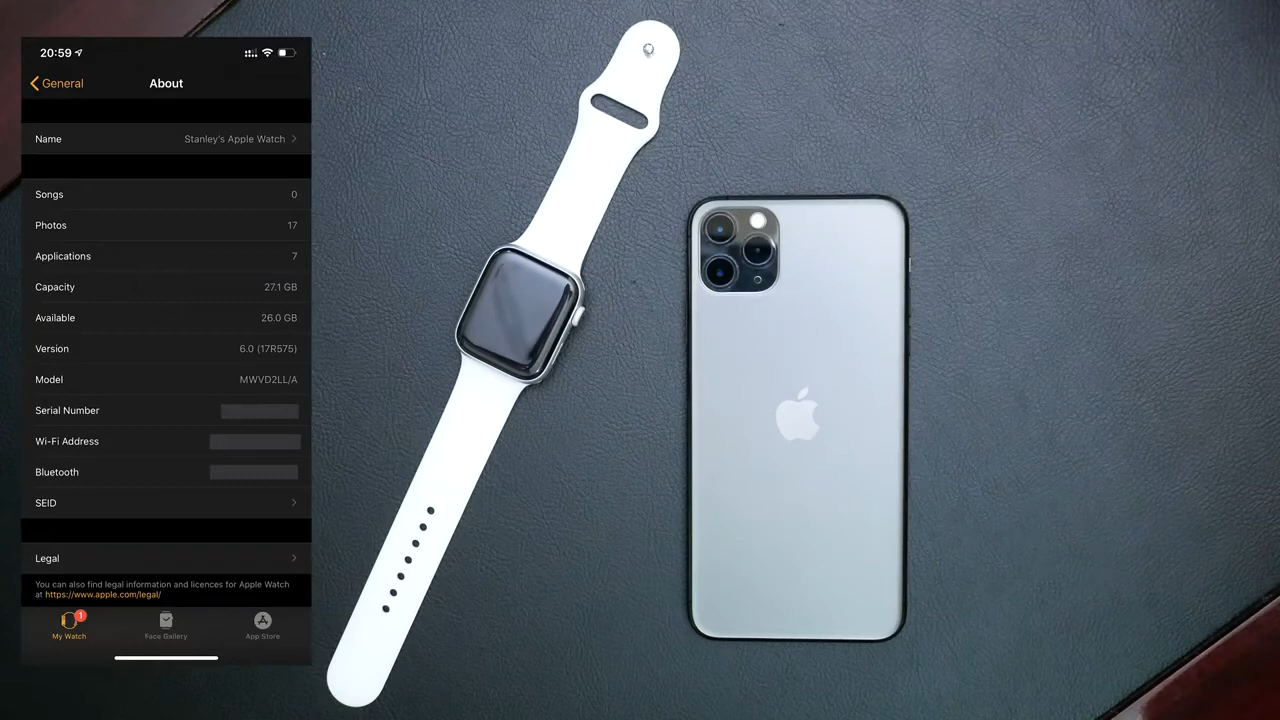 20:59
General
About
Name
Stanley's Apple Watch
Songs
0
Photos
17
Applications
7
Capacity
27.1 GB
Available
26.0 GB
Version
6.0 (17R575)
Model
MWVD2LL/A
Serial Number
Wi-Fi Address
Bluetooth
SEID
Legal
You can also find legal information and licences for Apple Watch
at https://www.apple.com/legal/
1
My Watch
Face Gallery
App Store